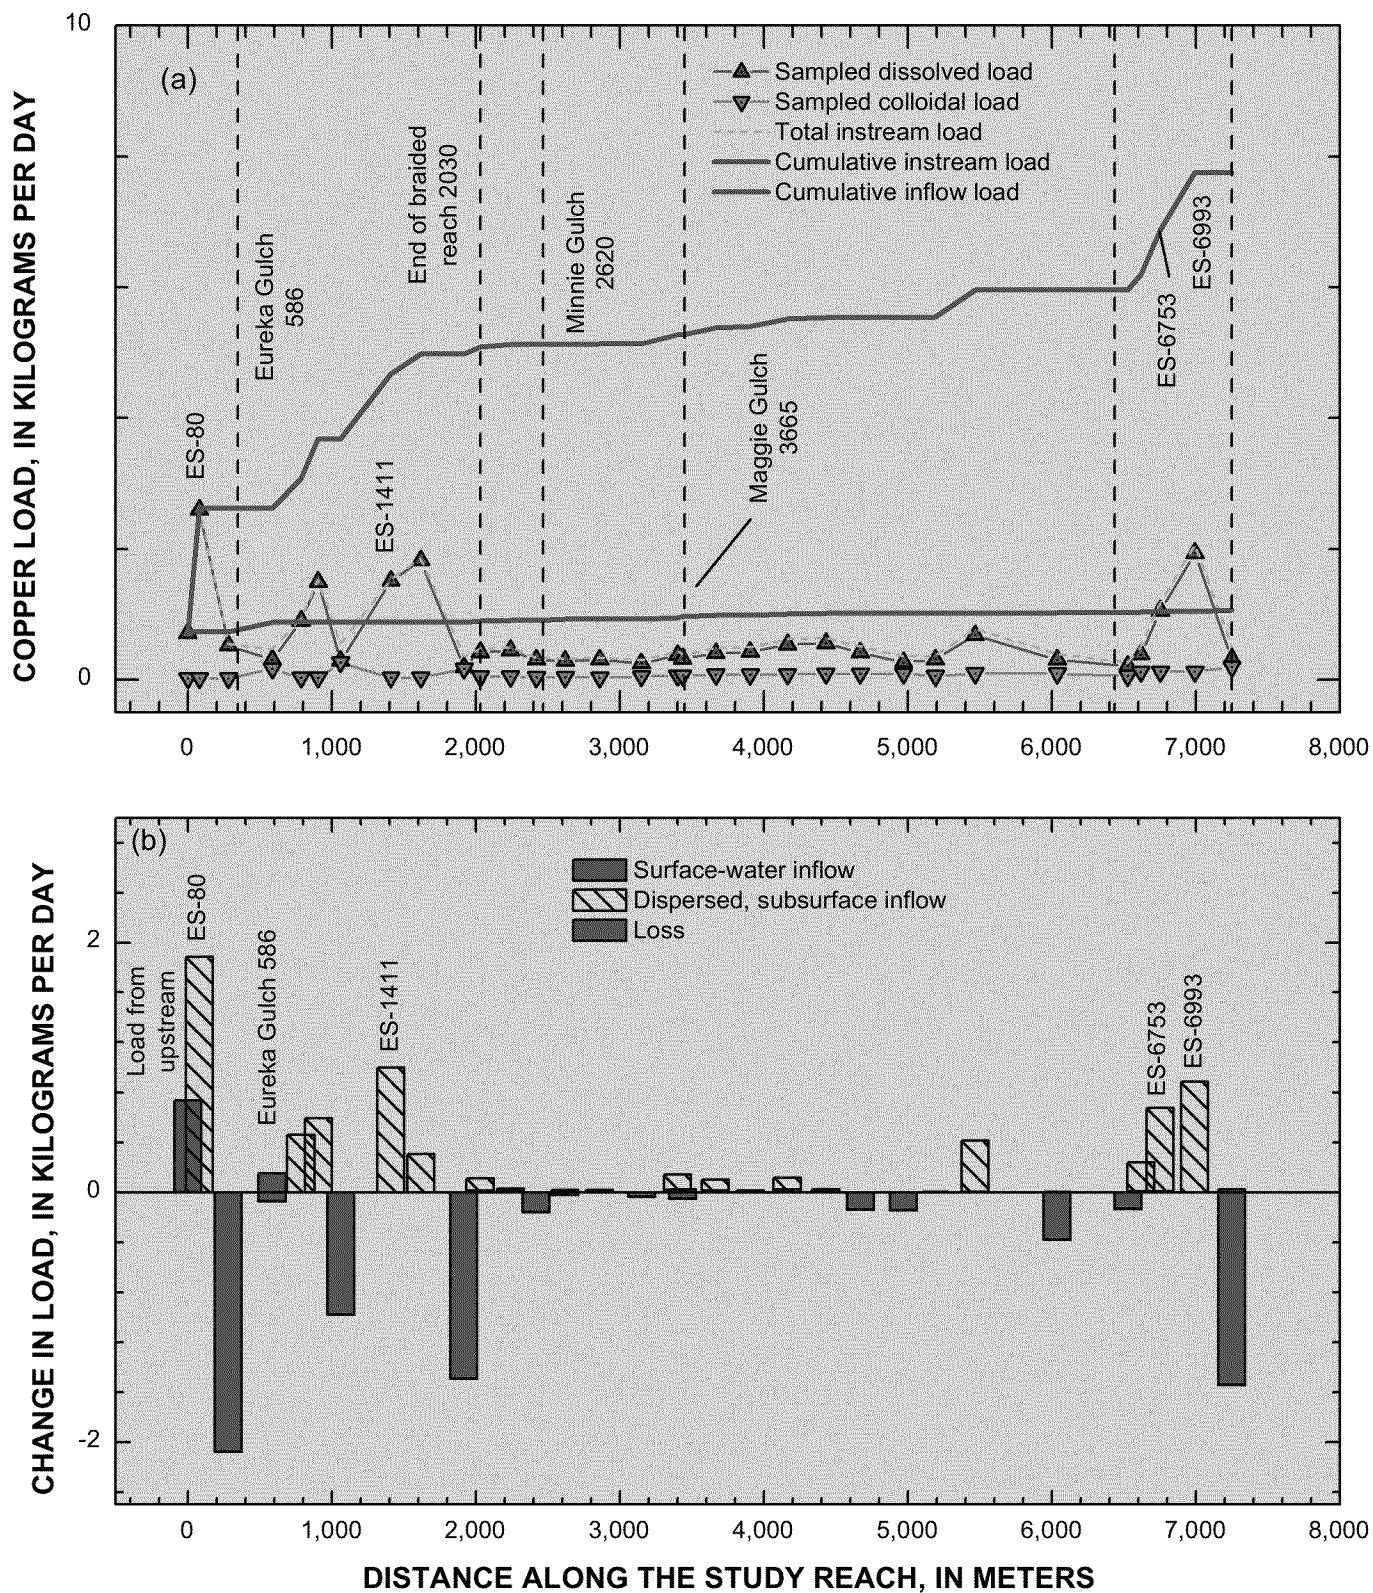 10
(a)
Sampled dissolved load
Sampled colloidal load
Total instream load
Cumulative instream load
Cumulative inflow load
COPPER LOAD, IN KILOGRAMS PER DAY
ES-80
Eureka Gulch
586
ES-1411
End of braided
reach 2030
Minnie Gulch
2620
Maggie Gulch
3665
ES-6753
ES-6993
0
0
1,000
2,000
3,000
4,000
5,000
6,000
7,000
8,000
(b)
Surface-water inflow
Dispersed, subsurface inflow
Loss
CHANGE IN LOAD, IN KILOGRAMS PER DAY
2
0
-2
Load from
upstream
ES-80
Eureka Gulch 586
ES-1411
ES-6753
ES-6993
0
1,000
2,000
3,000
4,000
5,000
6,000
7,000
8,000
DISTANCE ALONG THE STUDY REACH, IN METERS